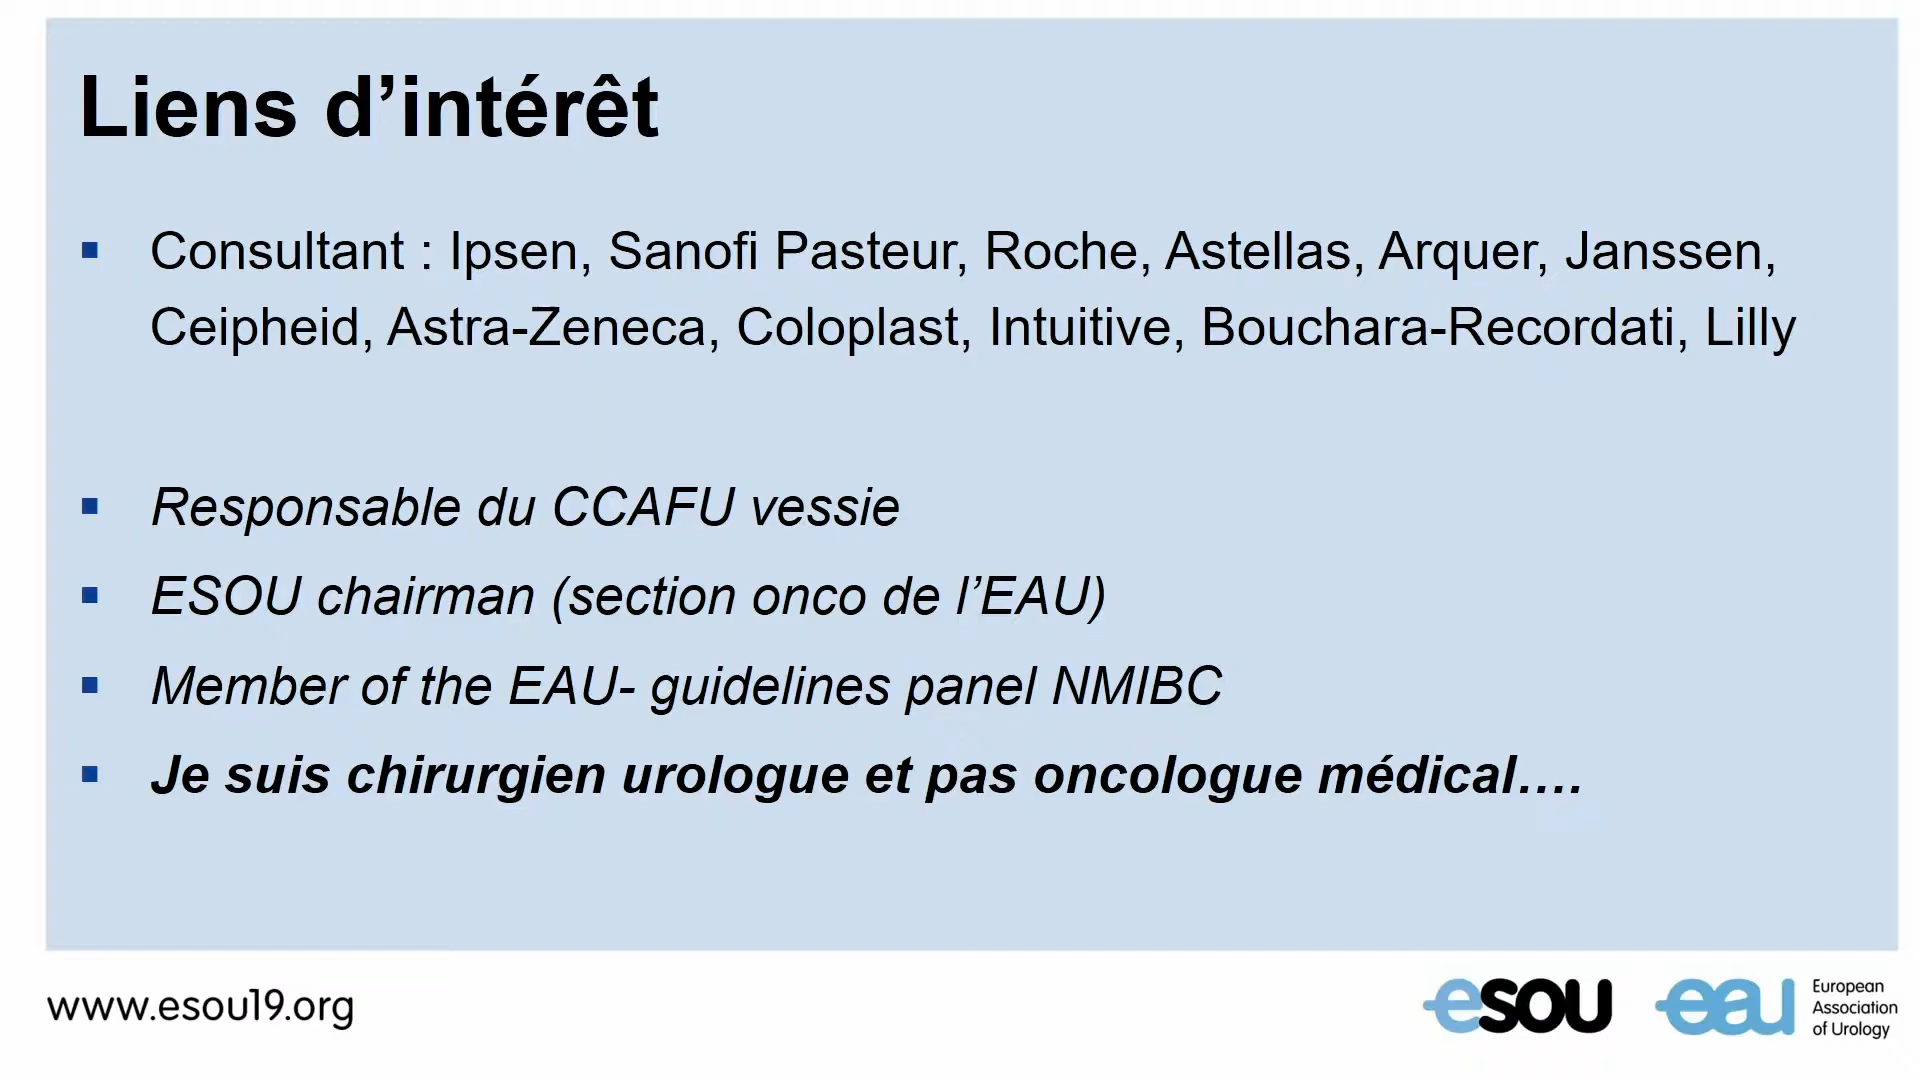 Liens d’intérêt
▪ Consultant : Ipsen, Sanofi Pasteur, Roche, Astellas, Arquer, Janssen,
Ceipheid, Astra-Zeneca, Coloplast, Intuitive, Bouchara-Recordati, Lilly
▪ Responsable du CCAFU vessie
▪ ESOU chairman (section onco de l’EAU)
▪ Member of the EAU- guidelines panel NMIBC
▪ Je suis chirurgien urologue et pas oncologue médical….
www.esou19.org
esou
eau
European
Association
of Urology